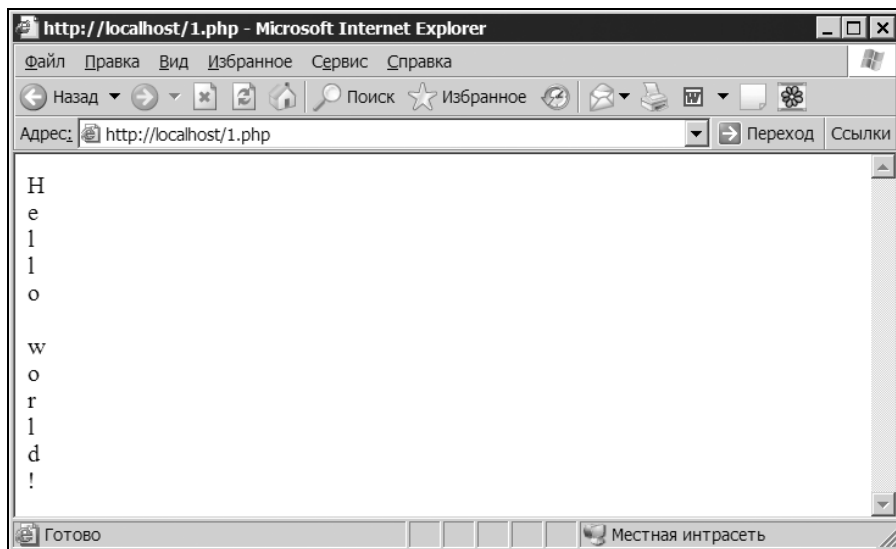 http://localhost/1.php - Microsoft Internet Explorer
Файл Правка Вид Избранное Сервис Справка
Назад Поиск Избранное
Адрес: http://localhost/1.php Переход Ссылки
H
e
l
l
o
w
o
r
l
d
!
Готово Местная интрасеть